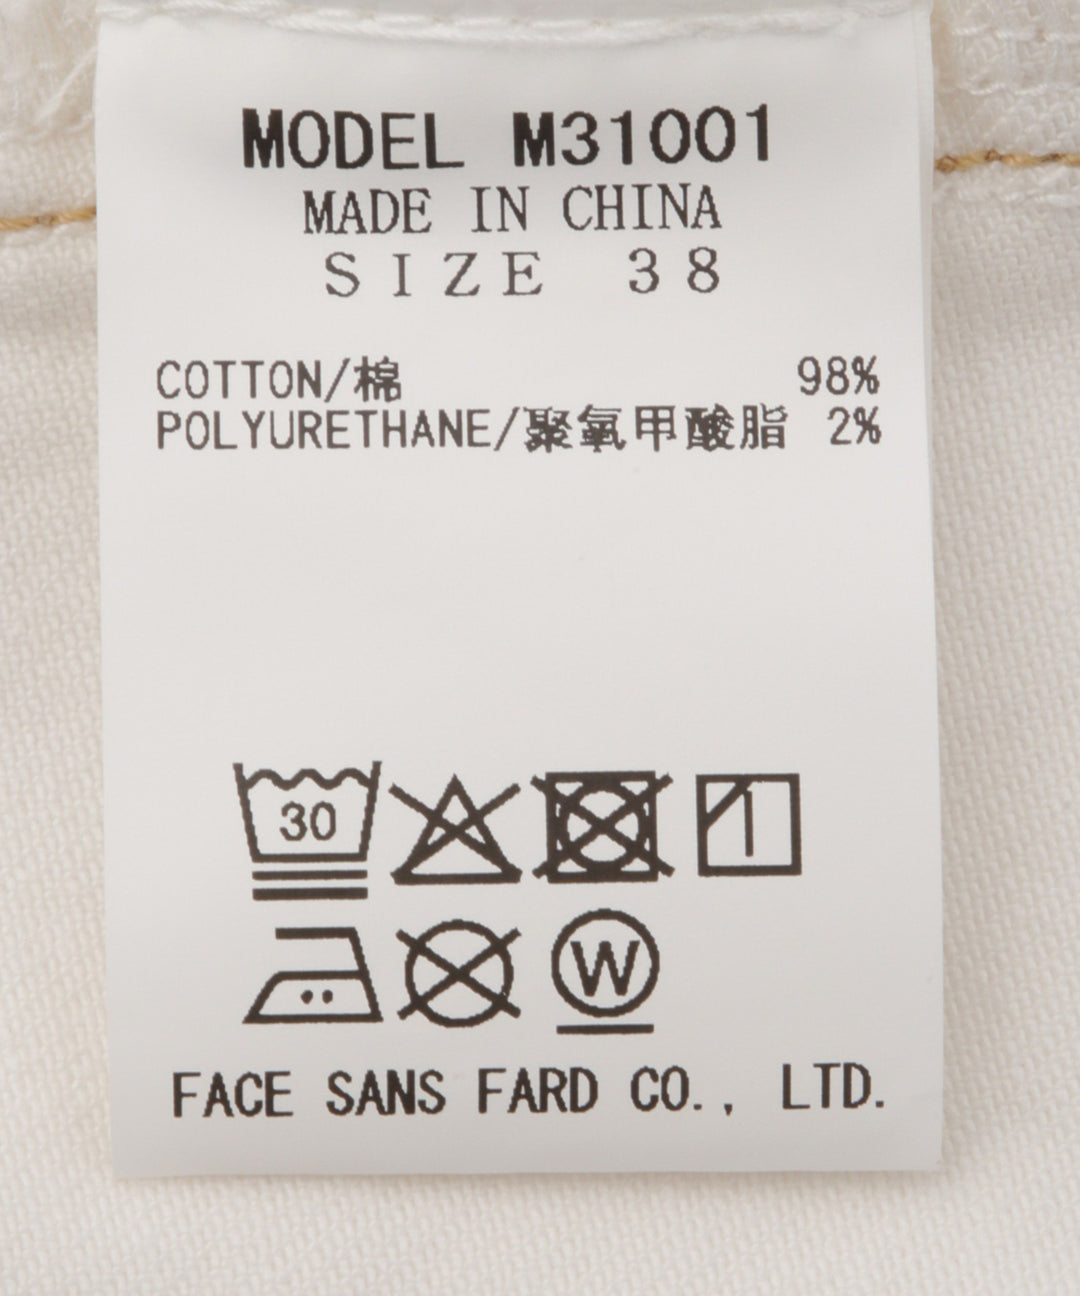 MODEL M31001
MADE IN CHINA
SIZE 38
COTTON/棉 98%
POLYURETHANE/聚氧甲酸脂 2%
30
W
FACE SANS FARD CO., LTD.